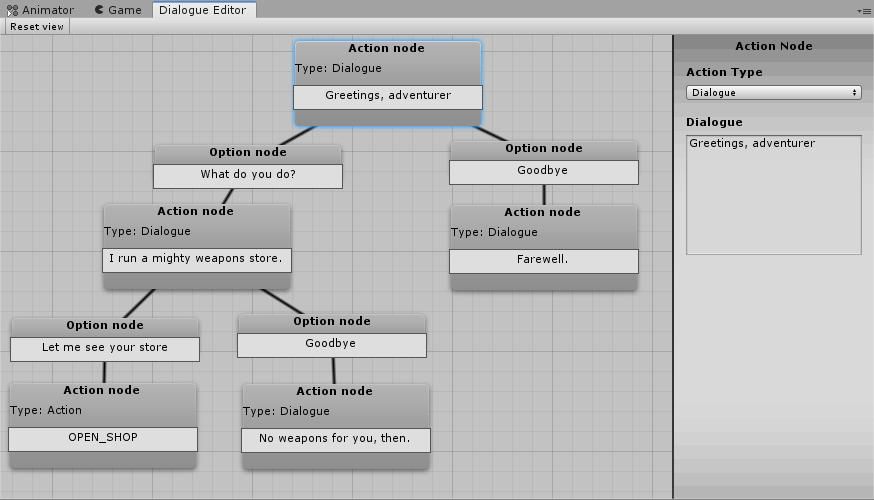 Animator
Game
Dialogue Editor
Reset view
Action node
Type: Dialogue
Greetings, adventurer
Option node
What do you do?
Option node
Goodbye
Action node
Type: Dialogue
I run a mighty weapons store.
Action node
Type: Dialogue
Farewell.
Option node
Let me see your store
Option node
Goodbye
Action node
Type: Action
OPEN_SHOP
Action node
Type: Dialogue
No weapons for you, then.
Action Node
Action Type
Dialogue
Dialogue
Greetings, adventurer